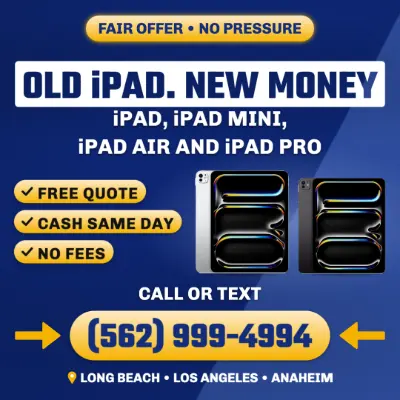 FAIR OFFER • NO PRESSURE
OLD iPAD. NEW MONEY
iPAD, iPAD MINI,
iPAD AIR AND iPAD PRO
FREE QUOTE
CASH SAME DAY
NO FEES
CALL OR TEXT
(562) 999-4994
LONG BEACH • LOS ANGELES • ANAHEIM